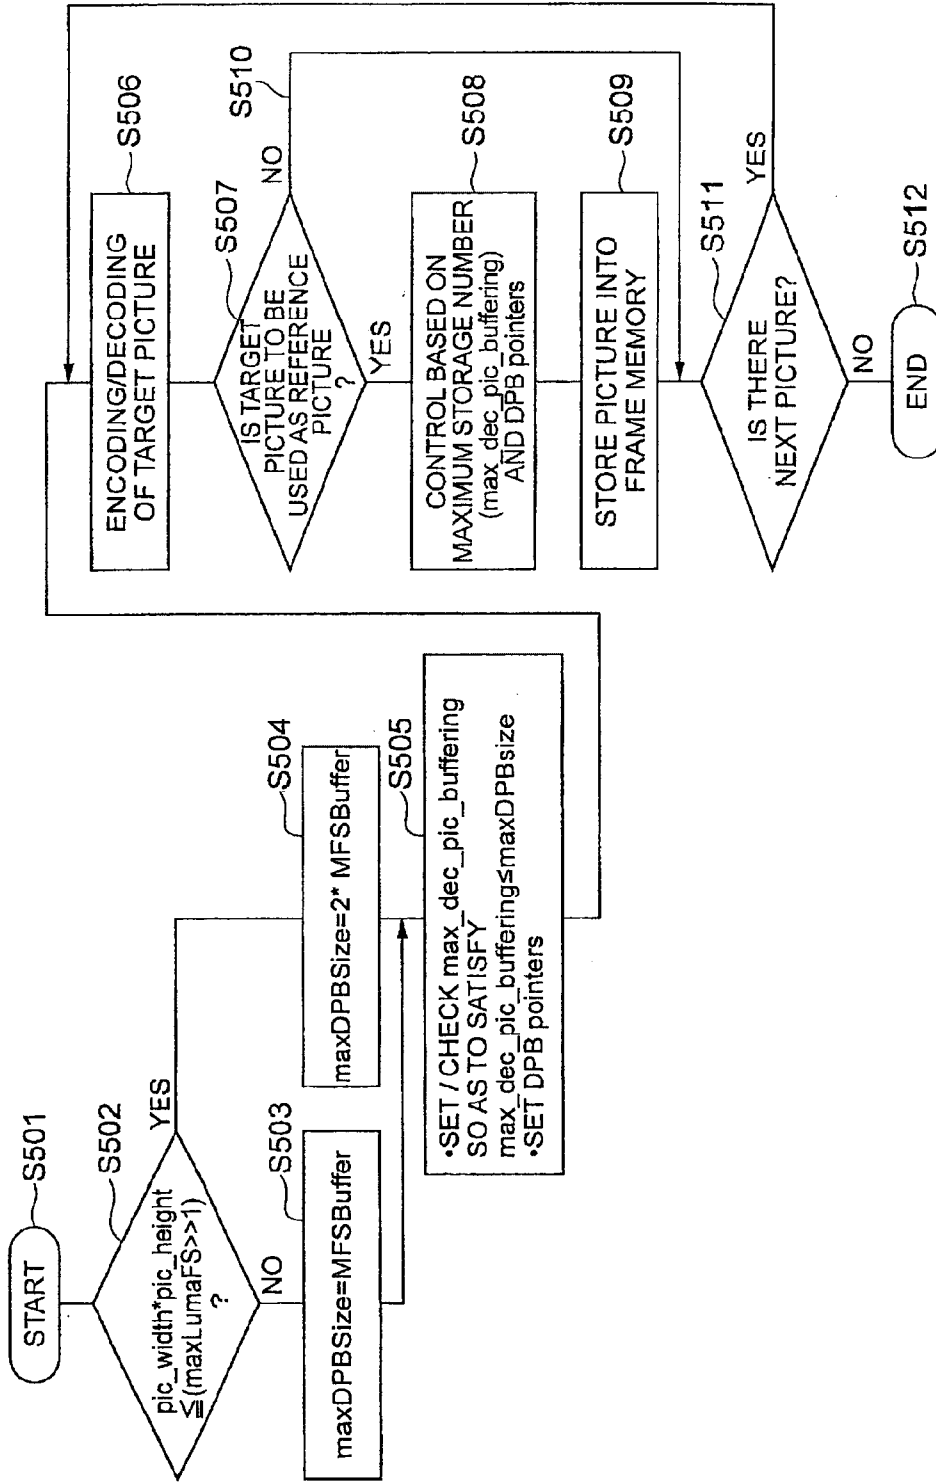 START
S501
pic_width*pic_height
≦(maxLumaFS>>1)
?
S502
YES
NO
maxDPBSize=MFSBuffer
S503
maxDPBSize=2* MFSBuffer
S504
•SET / CHECK max_dec_pic_buffering
SO AS TO SATISFY
max_dec_pic_buffering≤maxDPBsize
•SET DPB pointers
S505
ENCODING/DECODING
OF TARGET PICTURE
S506
IS TARGET
PICTURE TO BE
USED AS REFERENCE
PICTURE
?
S507
NO
S510
YES
CONTROL BASED ON
MAXIMUM STORAGE NUMBER
(max_dec_pic_buffering)
AND DPB pointers
S508
STORE PICTURE INTO
FRAME MEMORY
S509
IS THERE
NEXT PICTURE?
S511
YES
NO
END
S512